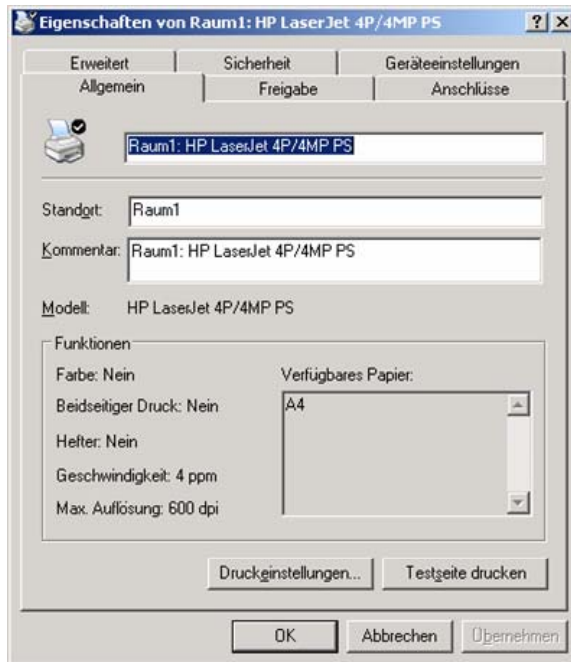 Eigenschaften von Raum1: HP LaserJet 4P/4MP PS
Erweitert Sicherheit Geräteeinstellungen
Allgemein Freigabe Anschlüsse
Raum1: HP LaserJet 4P/4MP PS
Standort: Raum1
Kommentar: Raum1: HP LaserJet 4P/4MP PS
Modell: HP LaserJet 4P/4MP PS
Funktionen
Farbe: Nein Verfügbares Papier:
Beidseitiger Druck: Nein A4
Hefter: Nein
Geschwindigkeit: 4 ppm
Max. Auflösung: 600 dpi
Druckeinstellungen... Testseite drucken
OK Abbrechen Übernehmen